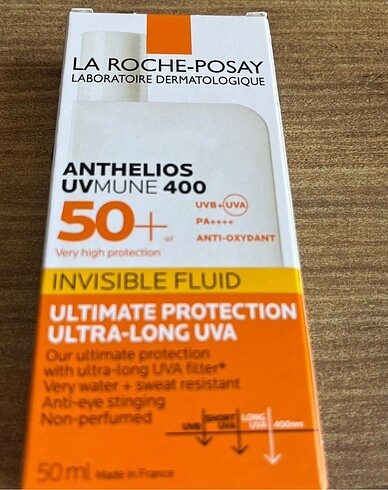 LA ROCHE-POSAY
LABORATOIRE DERMATOLOGIQUE
ANTHELIOS
UVMUNE 400
50+
SPF
Very high protection
UVB+UVA
PA++++
ANTI-OXYDANT
INVISIBLE FLUID
ULTIMATE PROTECTION
ULTRA-LONG UVA
Our ultimate protection
with ultra-long UVA filter*
Very water + sweat resistant
Anti-eye stinging
Non-perfumed
UVB
SHORT UVA
LONG UVA
400nm
50ml Made in France